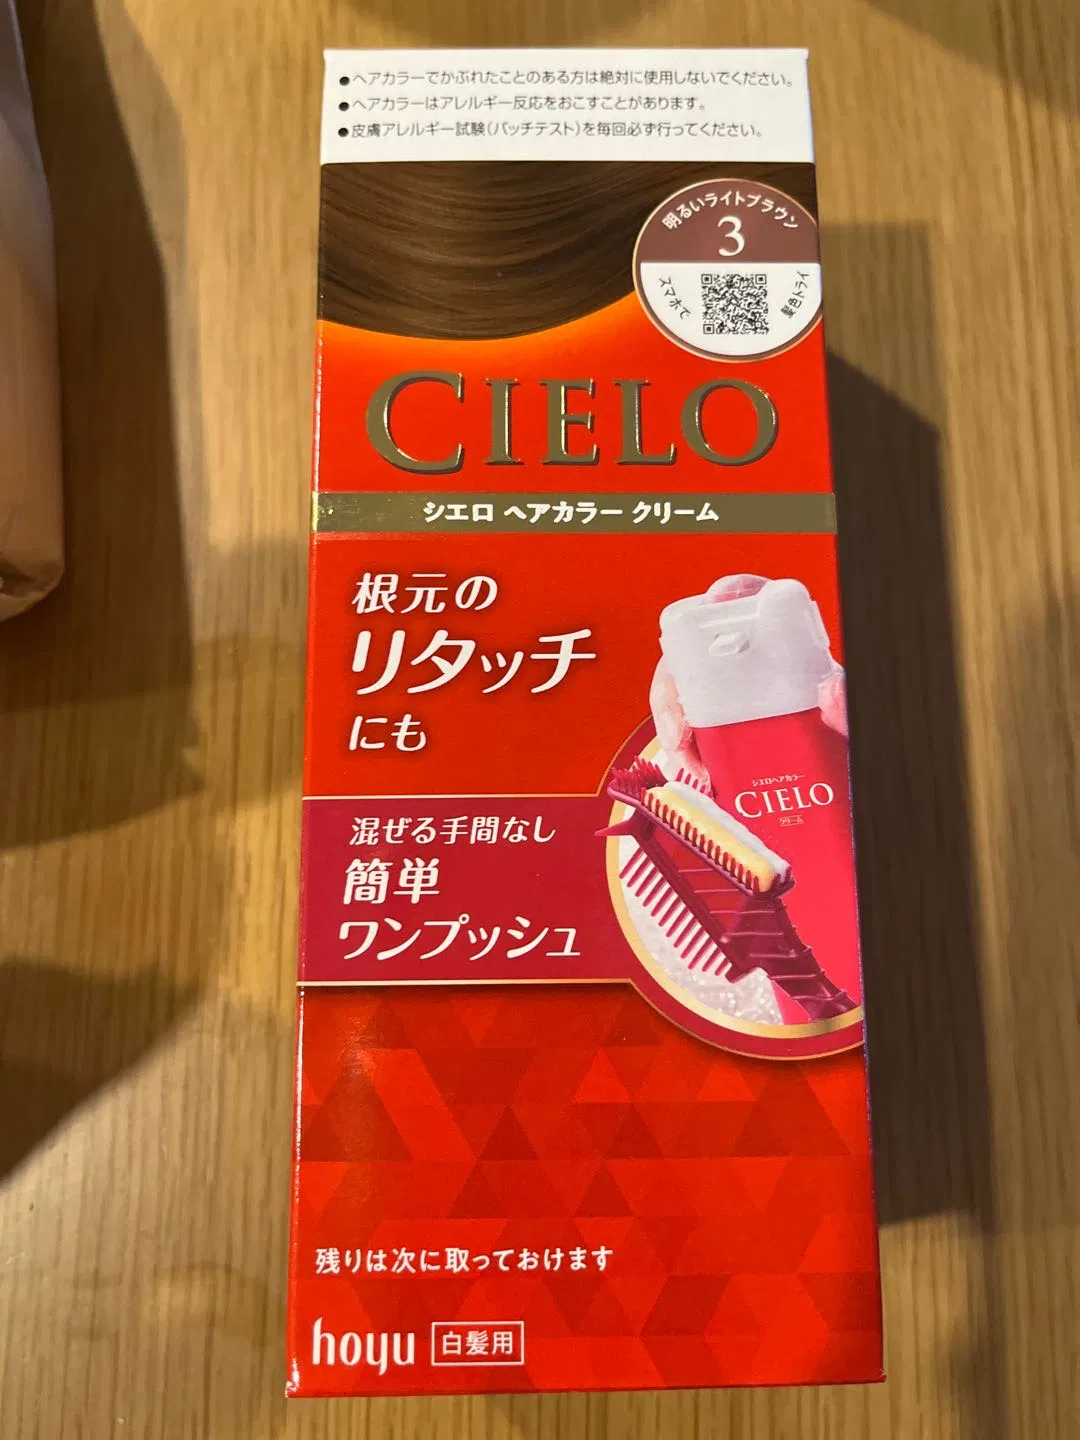 ●ヘアカラーでかぶれたことのある方は絶対に使用しないでください。
●ヘアカラーはアレルギー反応をおこすことがあります。
●皮膚アレルギー試験(パッチテスト)を毎回必ず行ってください。
明るいライトブラウン
3
スマホで
髪色トライ
CIELO
シエロ ヘアカラー クリーム
根元の
リタッチ
にも
シエロヘアカラー
CIELO
クリーム
混ぜる手間なし
簡単
ワンプッシュ
残りは次に取っておけます
hoyu 白髪用